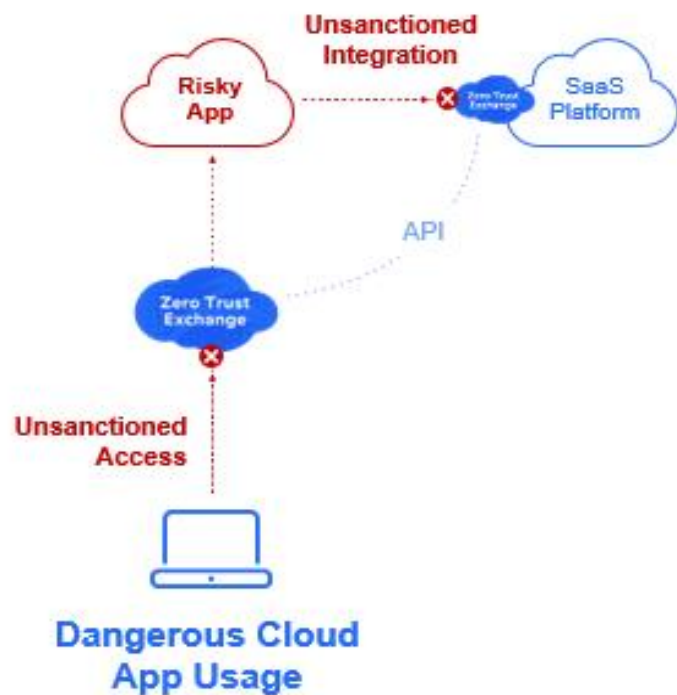 Unsanctioned
Integration
Risky
App
Zero Trust
Exchange
SaaS
Platform
API
Zero Trust
Exchange
Unsanctioned
Access
Dangerous Cloud
App Usage